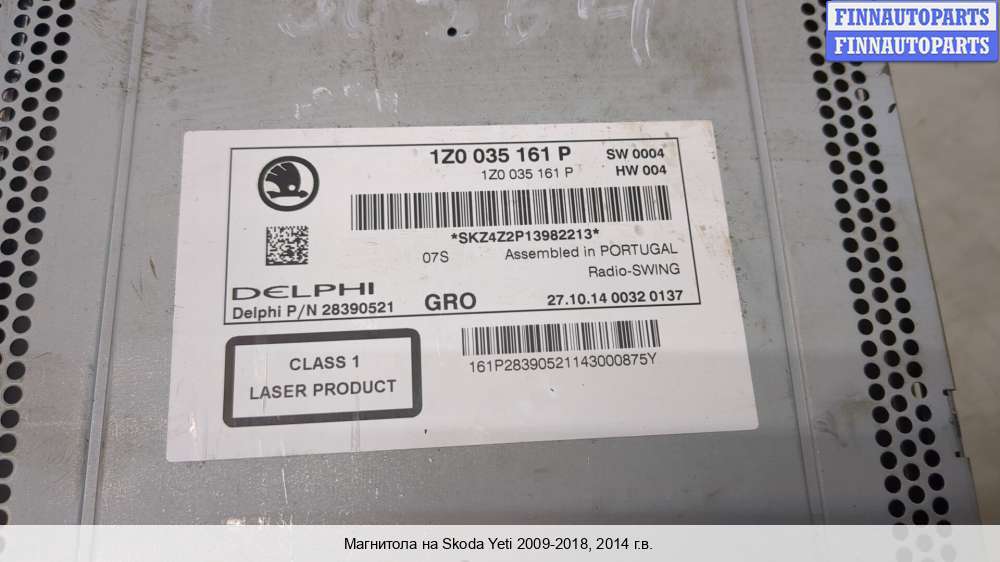 FINNAUTOPARTS
FINNAUTOPARTS
1Z0 035 161 P SW 0004
1Z0 035 161 P HW 004
*SKZ4Z2P13982213*
07S Assembled in PORTUGAL
Radio-SWING
DELPHI
Delphi P/N 28390521 GRO 27.10.14 0032 0137
161P28390521143000875Y
CLASS 1
LASER PRODUCT
Магнитола на Skoda Yeti 2009-2018, 2014 г.в.